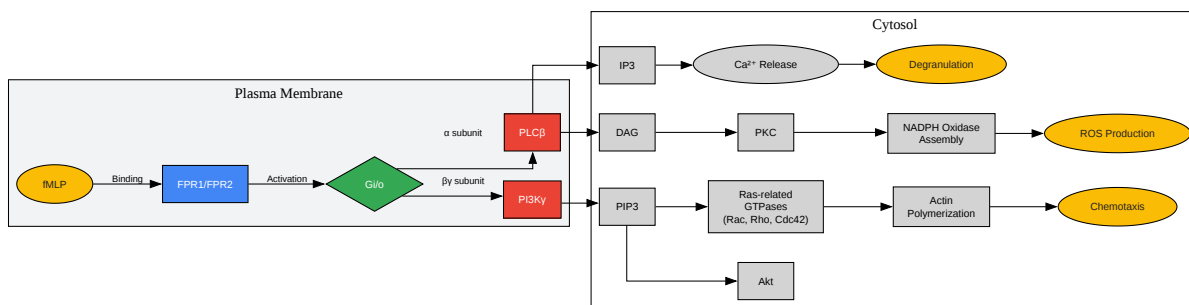 Cytosol
IP3
Ca²⁺ Release
Degranulation
Plasma Membrane
α subunit
PLCβ
DAG
PKC
NADPH Oxidase
Assembly
ROS Production
fMLP
Binding
FPR1/FPR2
Activation
Gi/o
βγ subunit
PI3Kγ
PIP3
Ras-related
GTPases
(Rac, Rho, Cdc42)
Actin
Polymerization
Chemotaxis
Akt